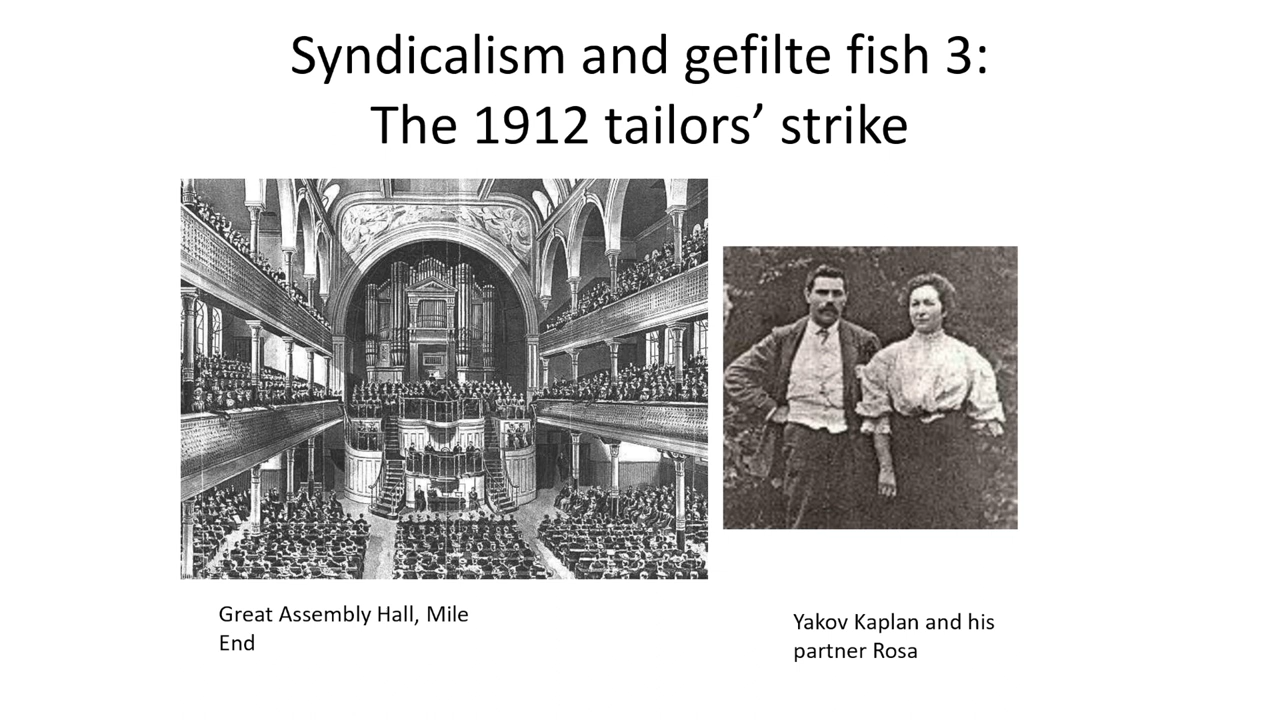 Syndicalism and gefilte fish 3:
The 1912 tailors’ strike
Great Assembly Hall, Mile
End
Yakov Kaplan and his
partner Rosa